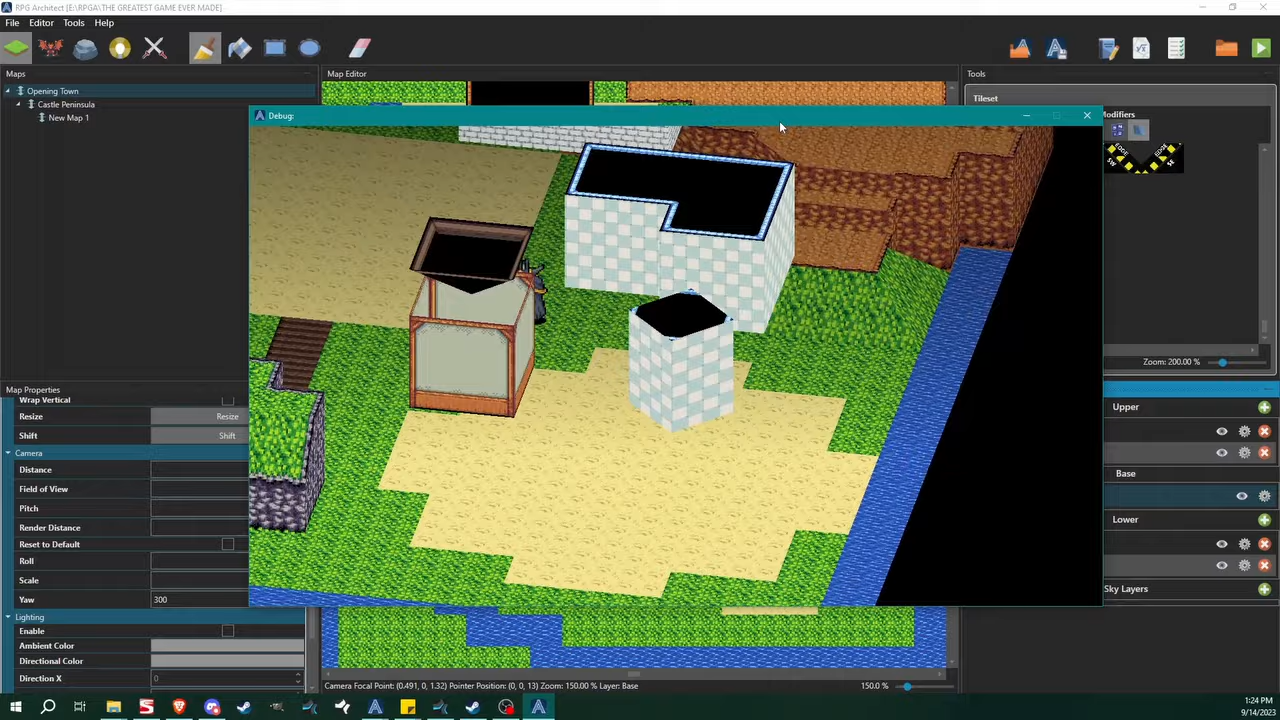 RPG Architect [E:\RPGA\THE GREATEST GAME EVER MADE]
File Editor Tools Help
Maps
Map Editor
Tools
Opening Town
Castle Peninsula
New Map 1
Tileset
Debug:
Modifiers
EDGE SW
EDGE SE
Zoom: 200.00 %
Map Properties
Wrap Vertical
Resize Resize
Shift Shift
Camera
Distance
Field of View
Pitch
Render Distance
Reset to Default
Roll
Scale
Yaw 300
Lighting
Enable
Ambient Color
Directional Color
Direction X 0
Upper
Base
Lower
Sky Layers
Camera Focal Point: (0.491, 0, 1.32) Pointer Position: (0, 0, 13) Zoom: 150.00 % Layer: Base
150.0 %
1:24 PM
9/14/2023